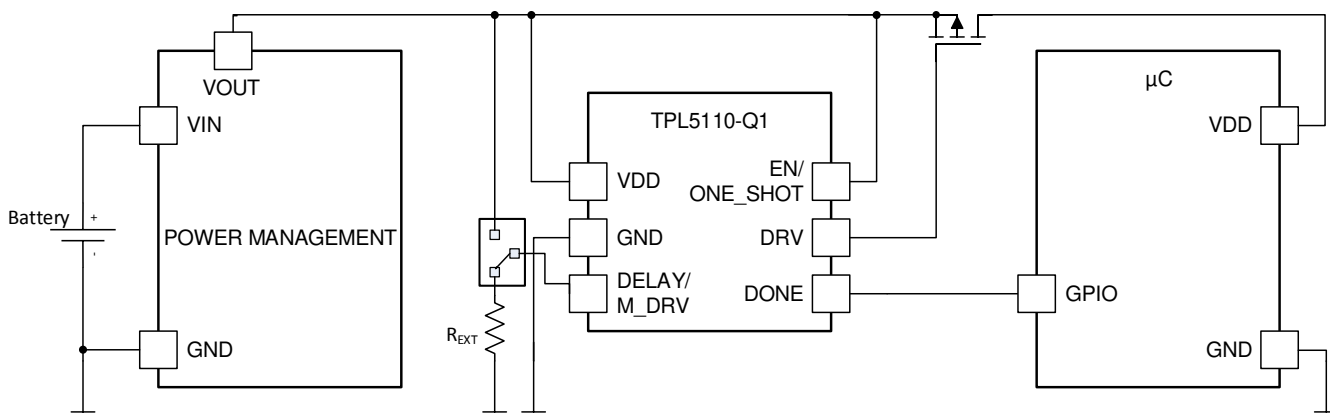 VOUT
VIN
Battery
+
-
POWER MANAGEMENT
GND
R_EXT
TPL5110-Q1
VDD
GND
DELAY/
M_DRV
EN/
ONE_SHOT
DRV
DONE
µC
VDD
GPIO
GND